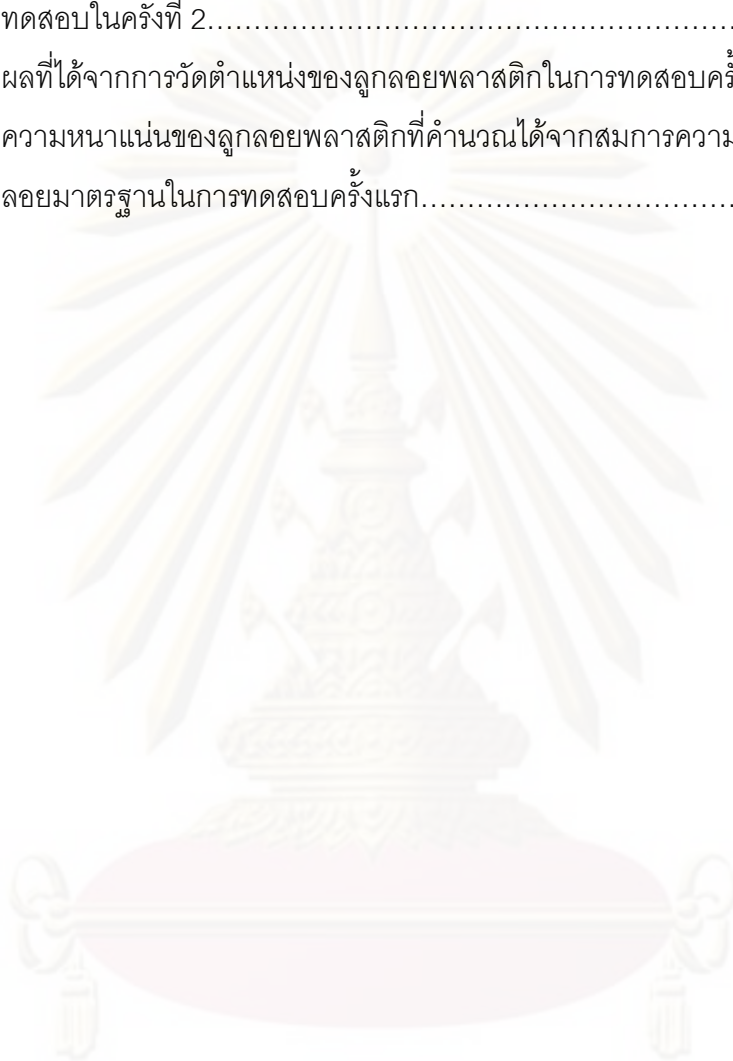 ทดสอบในครั้งที่ 2............................................................
ผลที่ได้จากการวัดตำแหน่งของลูกลอยพลาสติกในการทดสอบครั้
ความหนาแน่นของลูกลอยพลาสติกที่คำนวณได้จากสมการความ
ลอยมาตรฐานในการทดสอบครั้งแรก....................................